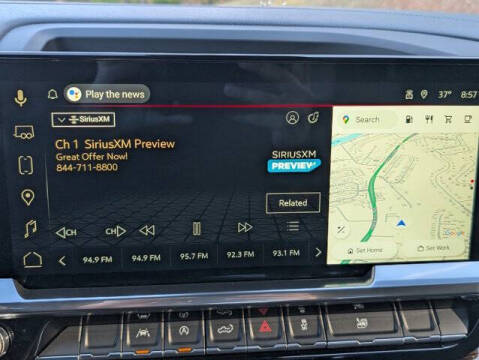 Play the news
37° 8:57
SiriusXM
Search
Ch 1 SiriusXM Preview
Great Offer Now!
844-711-8800
SIRIUSXM
PREVIEW
Related
CH CH
94.9 FM 94.9 FM 95.7 FM 92.3 FM 93.1 FM
Set Home Set Work